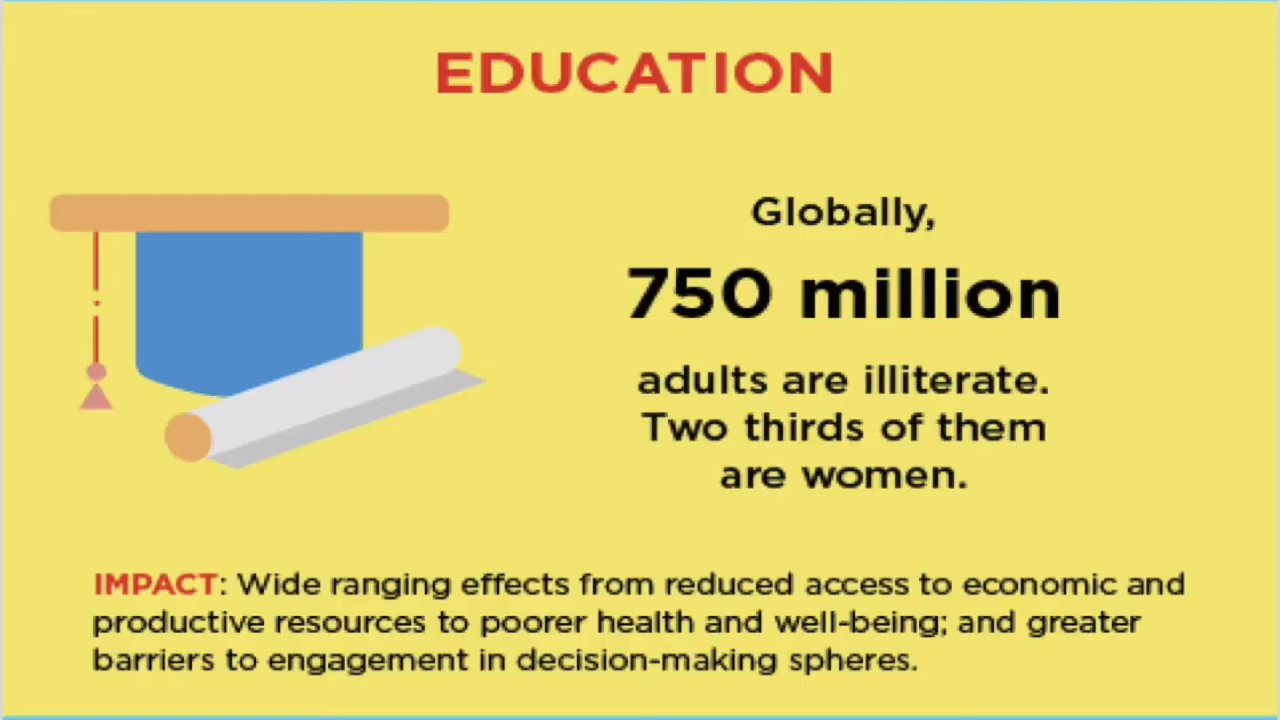 EDUCATION
Globally,
750 million
adults are illiterate.
Two thirds of them
are women.
IMPACT: Wide ranging effects from reduced access to economic and
productive resources to poorer health and well-being; and greater
barriers to engagement in decision-making spheres.